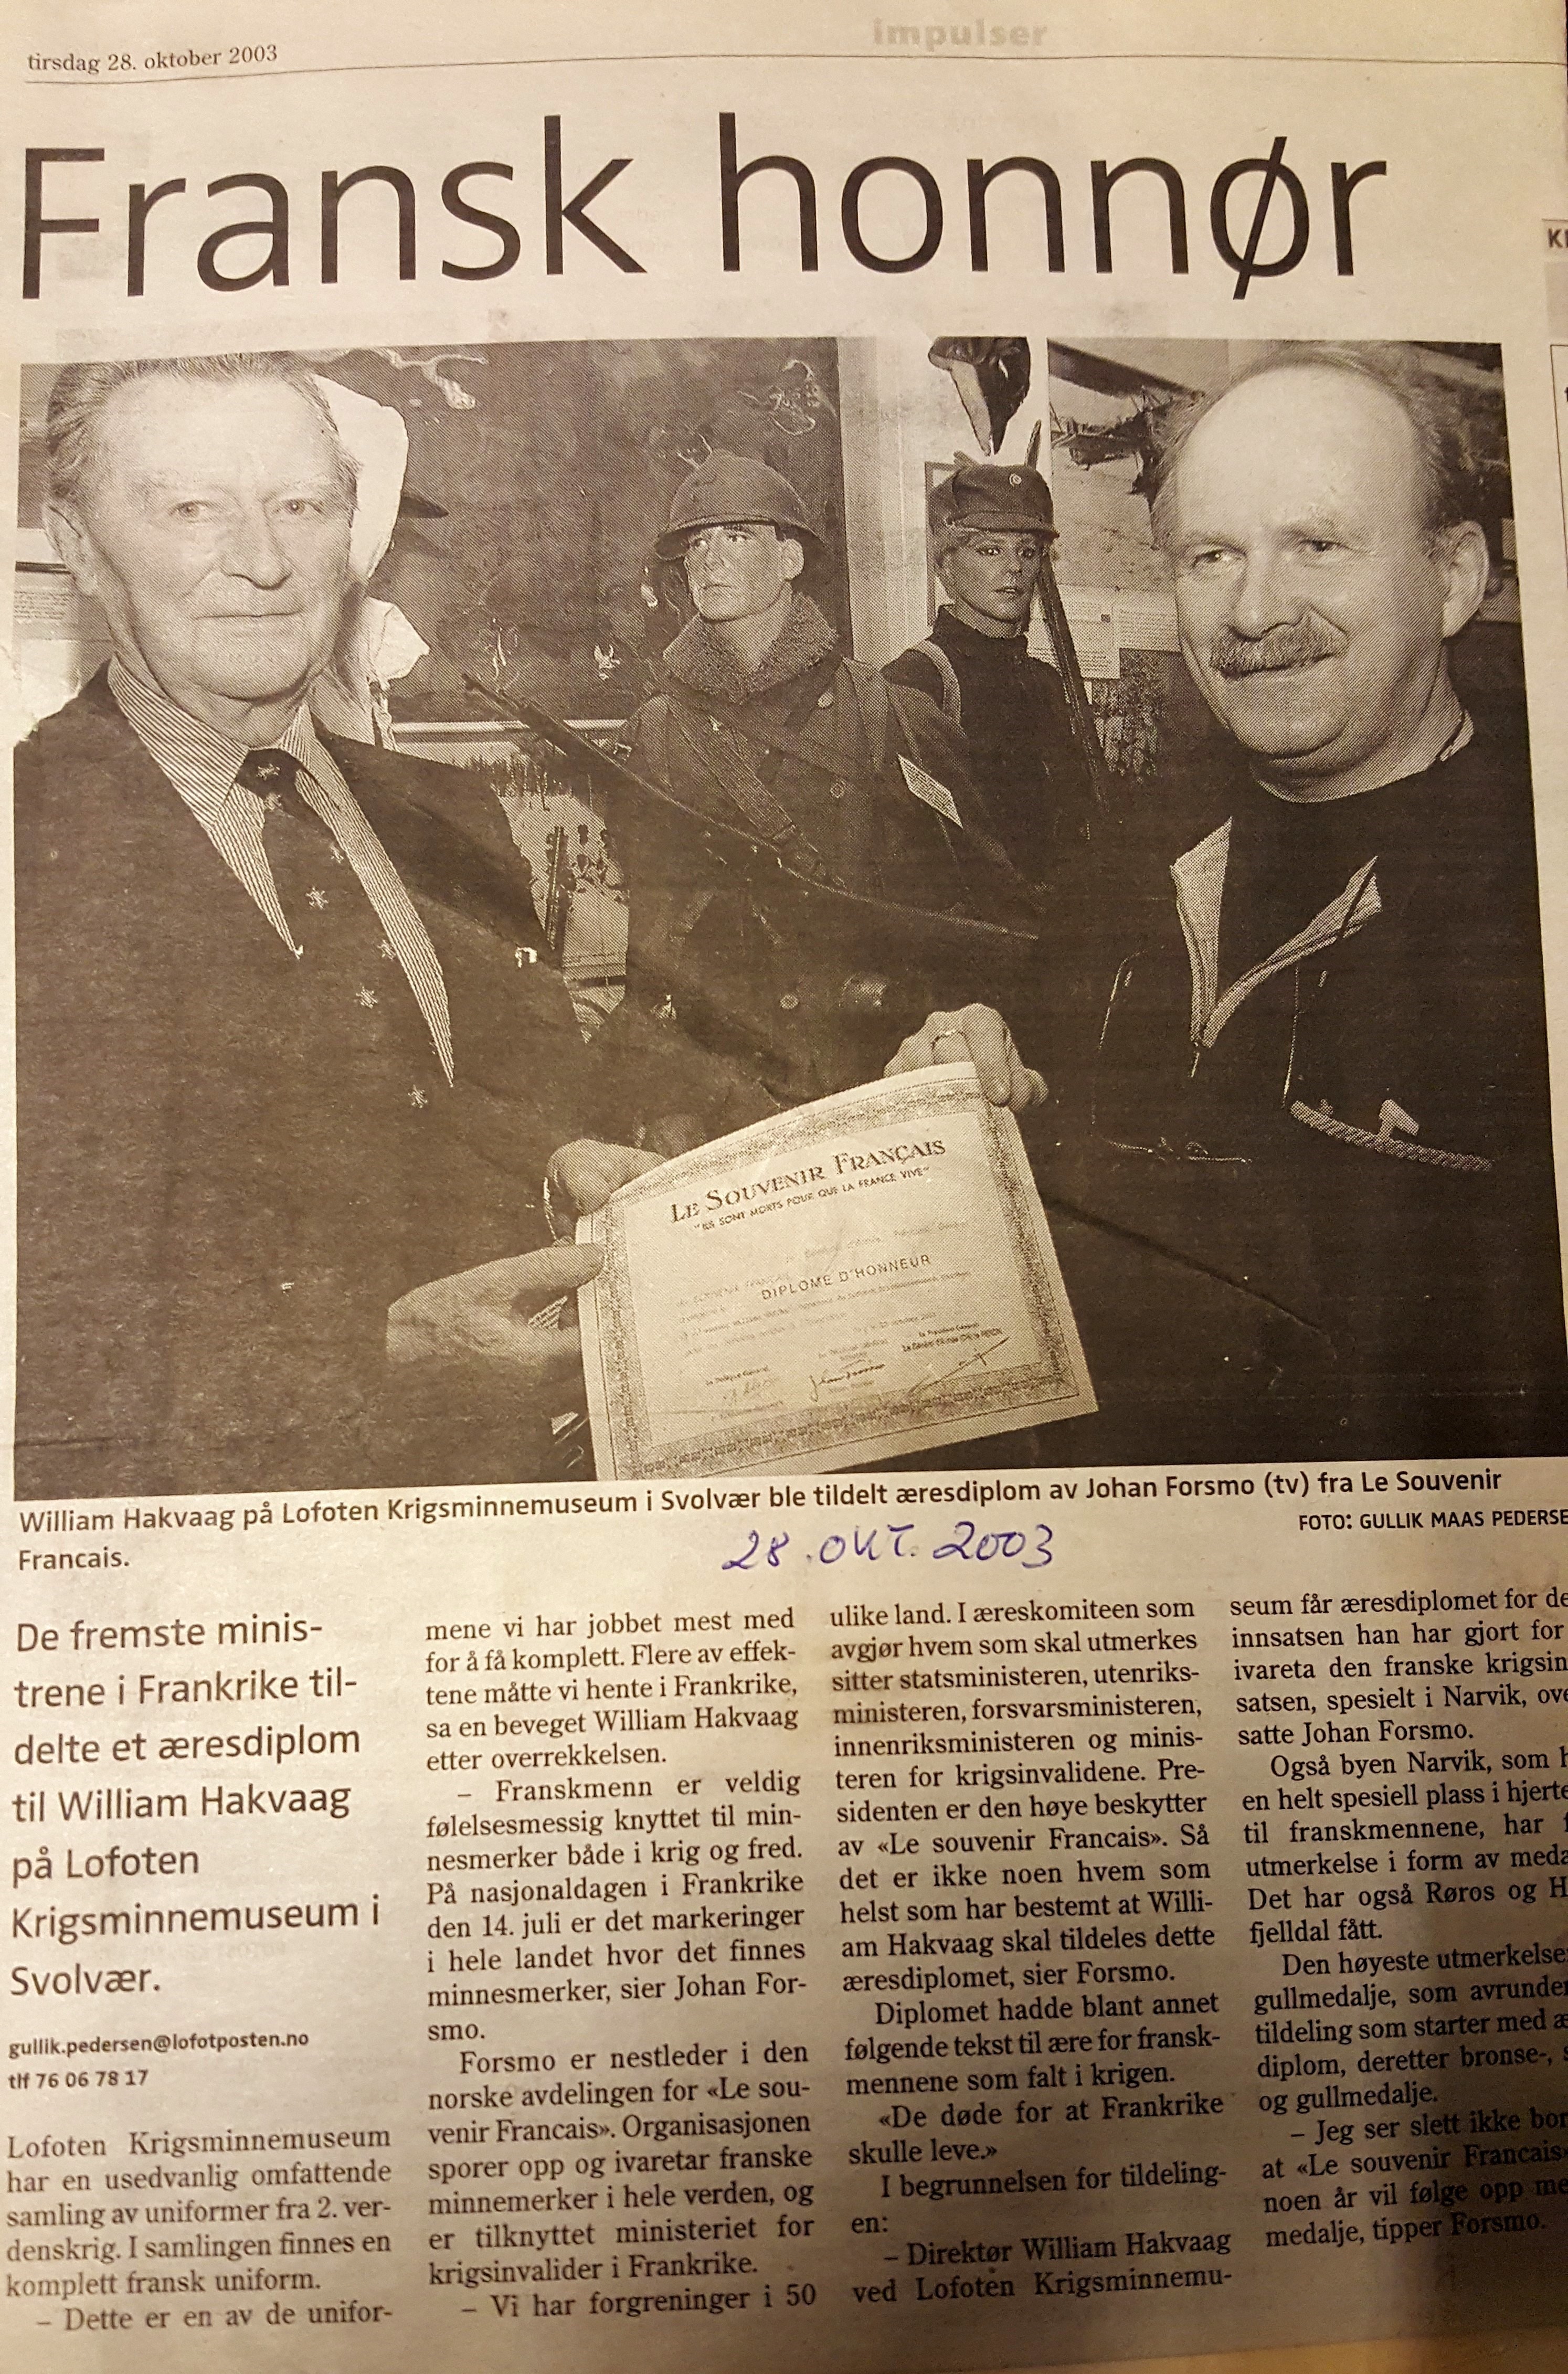 impulser
tirsdag 28. oktober 2003
Fransk honnør
LE SOUVENIR FRANÇAIS
"ILS SONT MORTS POUR QUE LA FRANCE VIVE"
DIPLOME D'HONNEUR
William Hakvaag på Lofoten Krigsminnemuseum i Svolvær ble tildelt æresdiplom av Johan Forsmo (tv) fra Le Souvenir
Francais.
FOTO: GULLIK MAAS PEDERSE
28. OKT. 2003
De fremste minis-
trene i Frankrike til-
delte et æresdiplom
til William Hakvaag
på Lofoten
Krigsminnemuseum i
Svolvær.
gullik.pedersen@lofotposten.no
tlf 76 06 78 17
Lofoten Krigsminnemuseum
har en usedvanlig omfattende
samling av uniformer fra 2. ver-
denskrig. I samlingen finnes en
komplett fransk uniform.
– Dette er en av de unifor-
mene vi har jobbet mest med
for å få komplett. Flere av effek-
tene måtte vi hente i Frankrike,
sa en beveget William Hakvaag
etter overrekkelsen.
– Franskmenn er veldig
følelsesmessig knyttet til min-
nesmerker både i krig og fred.
På nasjonaldagen i Frankrike
den 14. juli er det markeringer
i hele landet hvor det finnes
minnesmerker, sier Johan For-
smo.
Forsmo er nestleder i den
norske avdelingen for «Le sou-
venir Francais». Organisasjonen
sporer opp og ivaretar franske
minnemerker i hele verden, og
er tilknyttet ministeriet for
krigsinvalider i Frankrike.
– Vi har forgreninger i 50
ulike land. I æreskomiteen som
avgjør hvem som skal utmerkes
sitter statsministeren, utenriks-
ministeren, forsvarsministeren,
innenriksministeren og minis-
teren for krigsinvalidene. Pre-
sidenten er den høye beskytter
av «Le souvenir Francais». Så
det er ikke noen hvem som
helst som har bestemt at Willi-
am Hakvaag skal tildeles dette
æresdiplomet, sier Forsmo.
Diplomet hadde blant annet
følgende tekst til ære for fransk-
mennene som falt i krigen.
«De døde for at Frankrike
skulle leve.»
I begrunnelsen for tildeling-
en:
– Direktør William Hakvaag
ved Lofoten Krigsminnemu-
seum får æresdiplomet for de
innsatsen han har gjort for
ivareta den franske krigsin
satsen, spesielt i Narvik, ove
satte Johan Forsmo.
Også byen Narvik, som h
en helt spesiell plass i hjerte
til franskmennene, har f
utmerkelse i form av meda
Det har også Røros og H
fjelldal fått.
Den høyeste utmerkelse
gullmedalje, som avrunde
tildeling som starter med æ
diplom, deretter bronse-, s
og gullmedalje.
– Jeg ser slett ikke bor
at «Le souvenir Francais»
noen år vil følge opp me
medalje, tipper Forsmo.